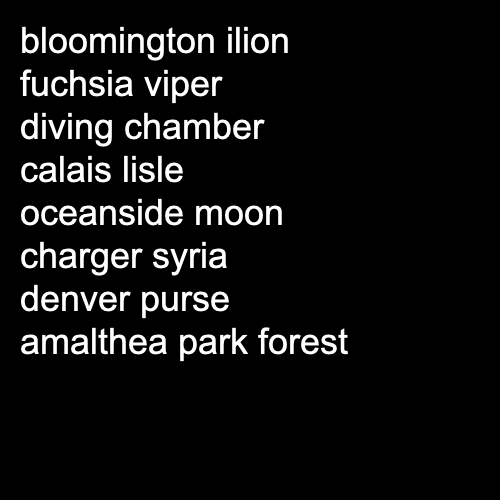 bloomington ilion
fuchsia viper
diving chamber
calais lisle
oceanside moon
charger syria
denver purse
amalthea park forest